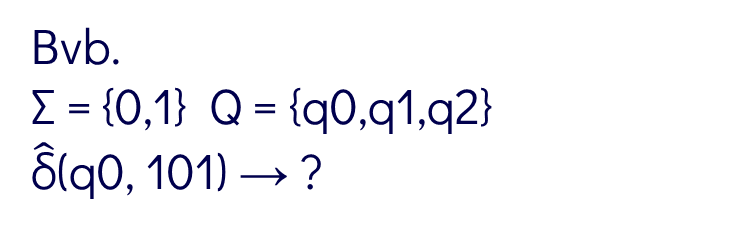 Bvb.
Σ = {0,1}  Q = {q0,q1,q2}
δ̂(q0, 101) → ?